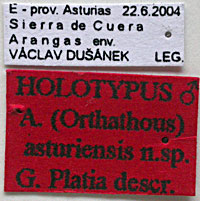 E - prov. Asturias 22.6.2004
Sierra de Cuera
Arangas env.
VÁCLAV DUŠÁNEK LEG.
HOLOTYPUS ♂
A. (Orthathous)
asturiensis n.sp.
G. Platia descr.